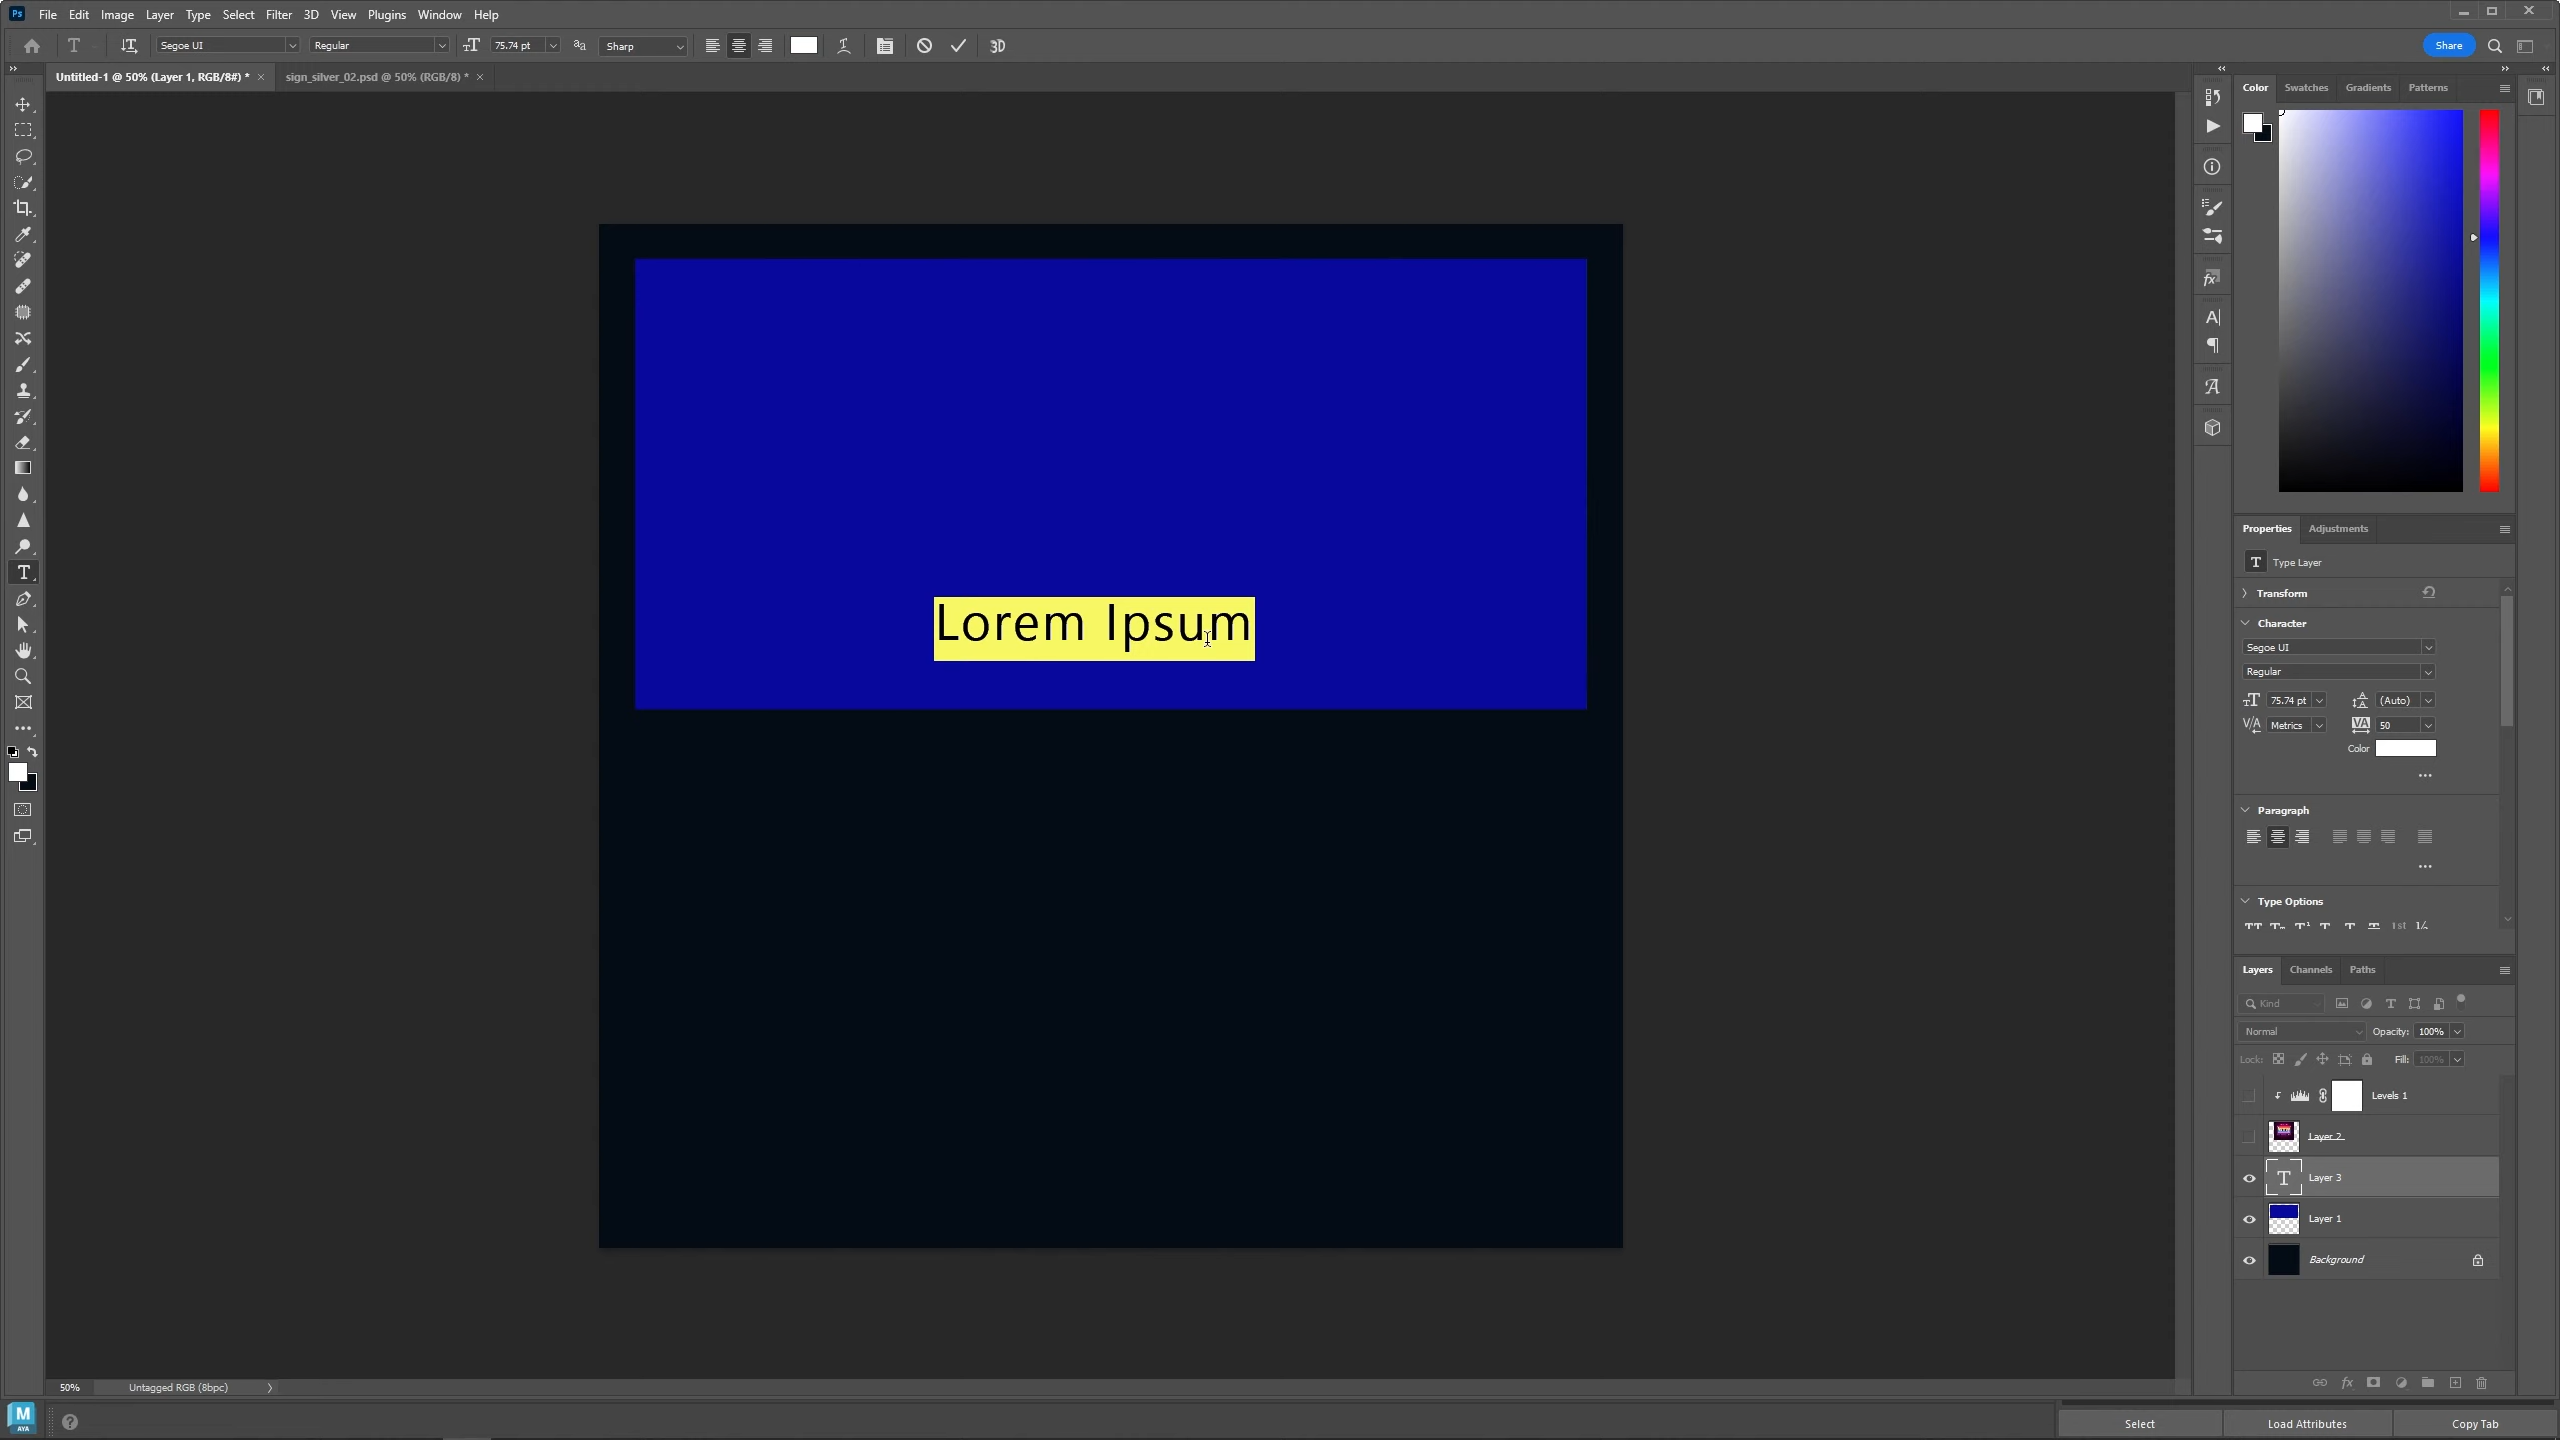 Ps File Edit Image Layer Type Select Filter 3D View Plugins Window Help
Segoe UI Regular 75.74 pt Sharp 3D Share
Untitled-1 @ 50% (Layer 1, RGB/8#) * sign_silver_02.psd @ 50% (RGB/8) *
Lorem Ipsum
Color Swatches Gradients Patterns
Properties Adjustments
T Type Layer
Transform
Character
Segoe UI
Regular
75.74 pt (Auto)
Metrics 50
Color
Paragraph
Type Options
Layers Channels Paths
Kind
Normal Opacity: 100%
Lock: Fill: 100%
Levels 1
Layer 2
Layer 3
Layer 1
Background
50% Untagged RGB (8bpc)
M
AYA
Select Load Attributes Copy Tab